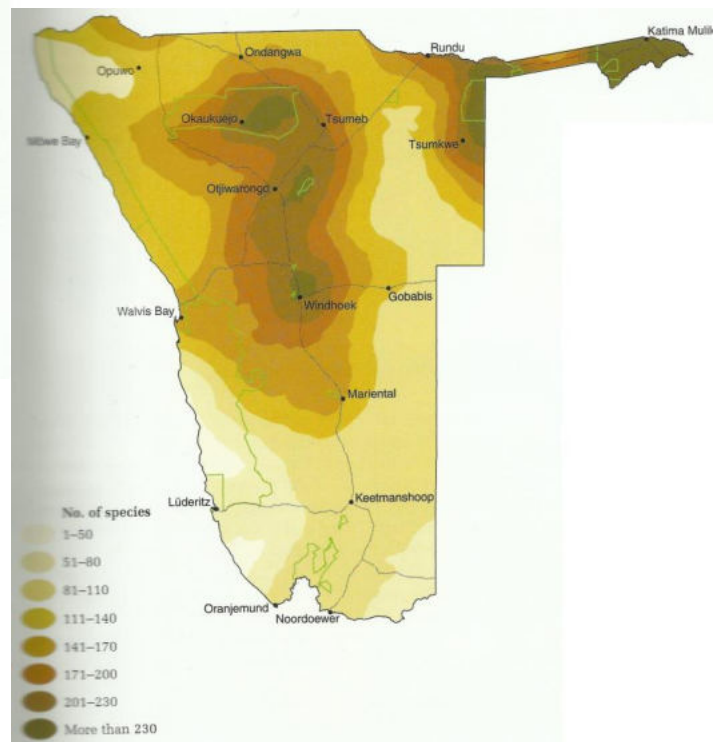 Katima Mulil
Ondangwa
Rundu
Opuwo
Okaukuejo
Tsumeb
Möwe Bay
Tsumkwe
Otjiwarongo
Gobabis
Windhoek
Walvis Bay
Mariental
Keetmanshoop
Lüderitz
Oranjemund
Noordoewer
No. of species
1–50
51–80
81–110
111–140
141–170
171–200
201–230
More than 230